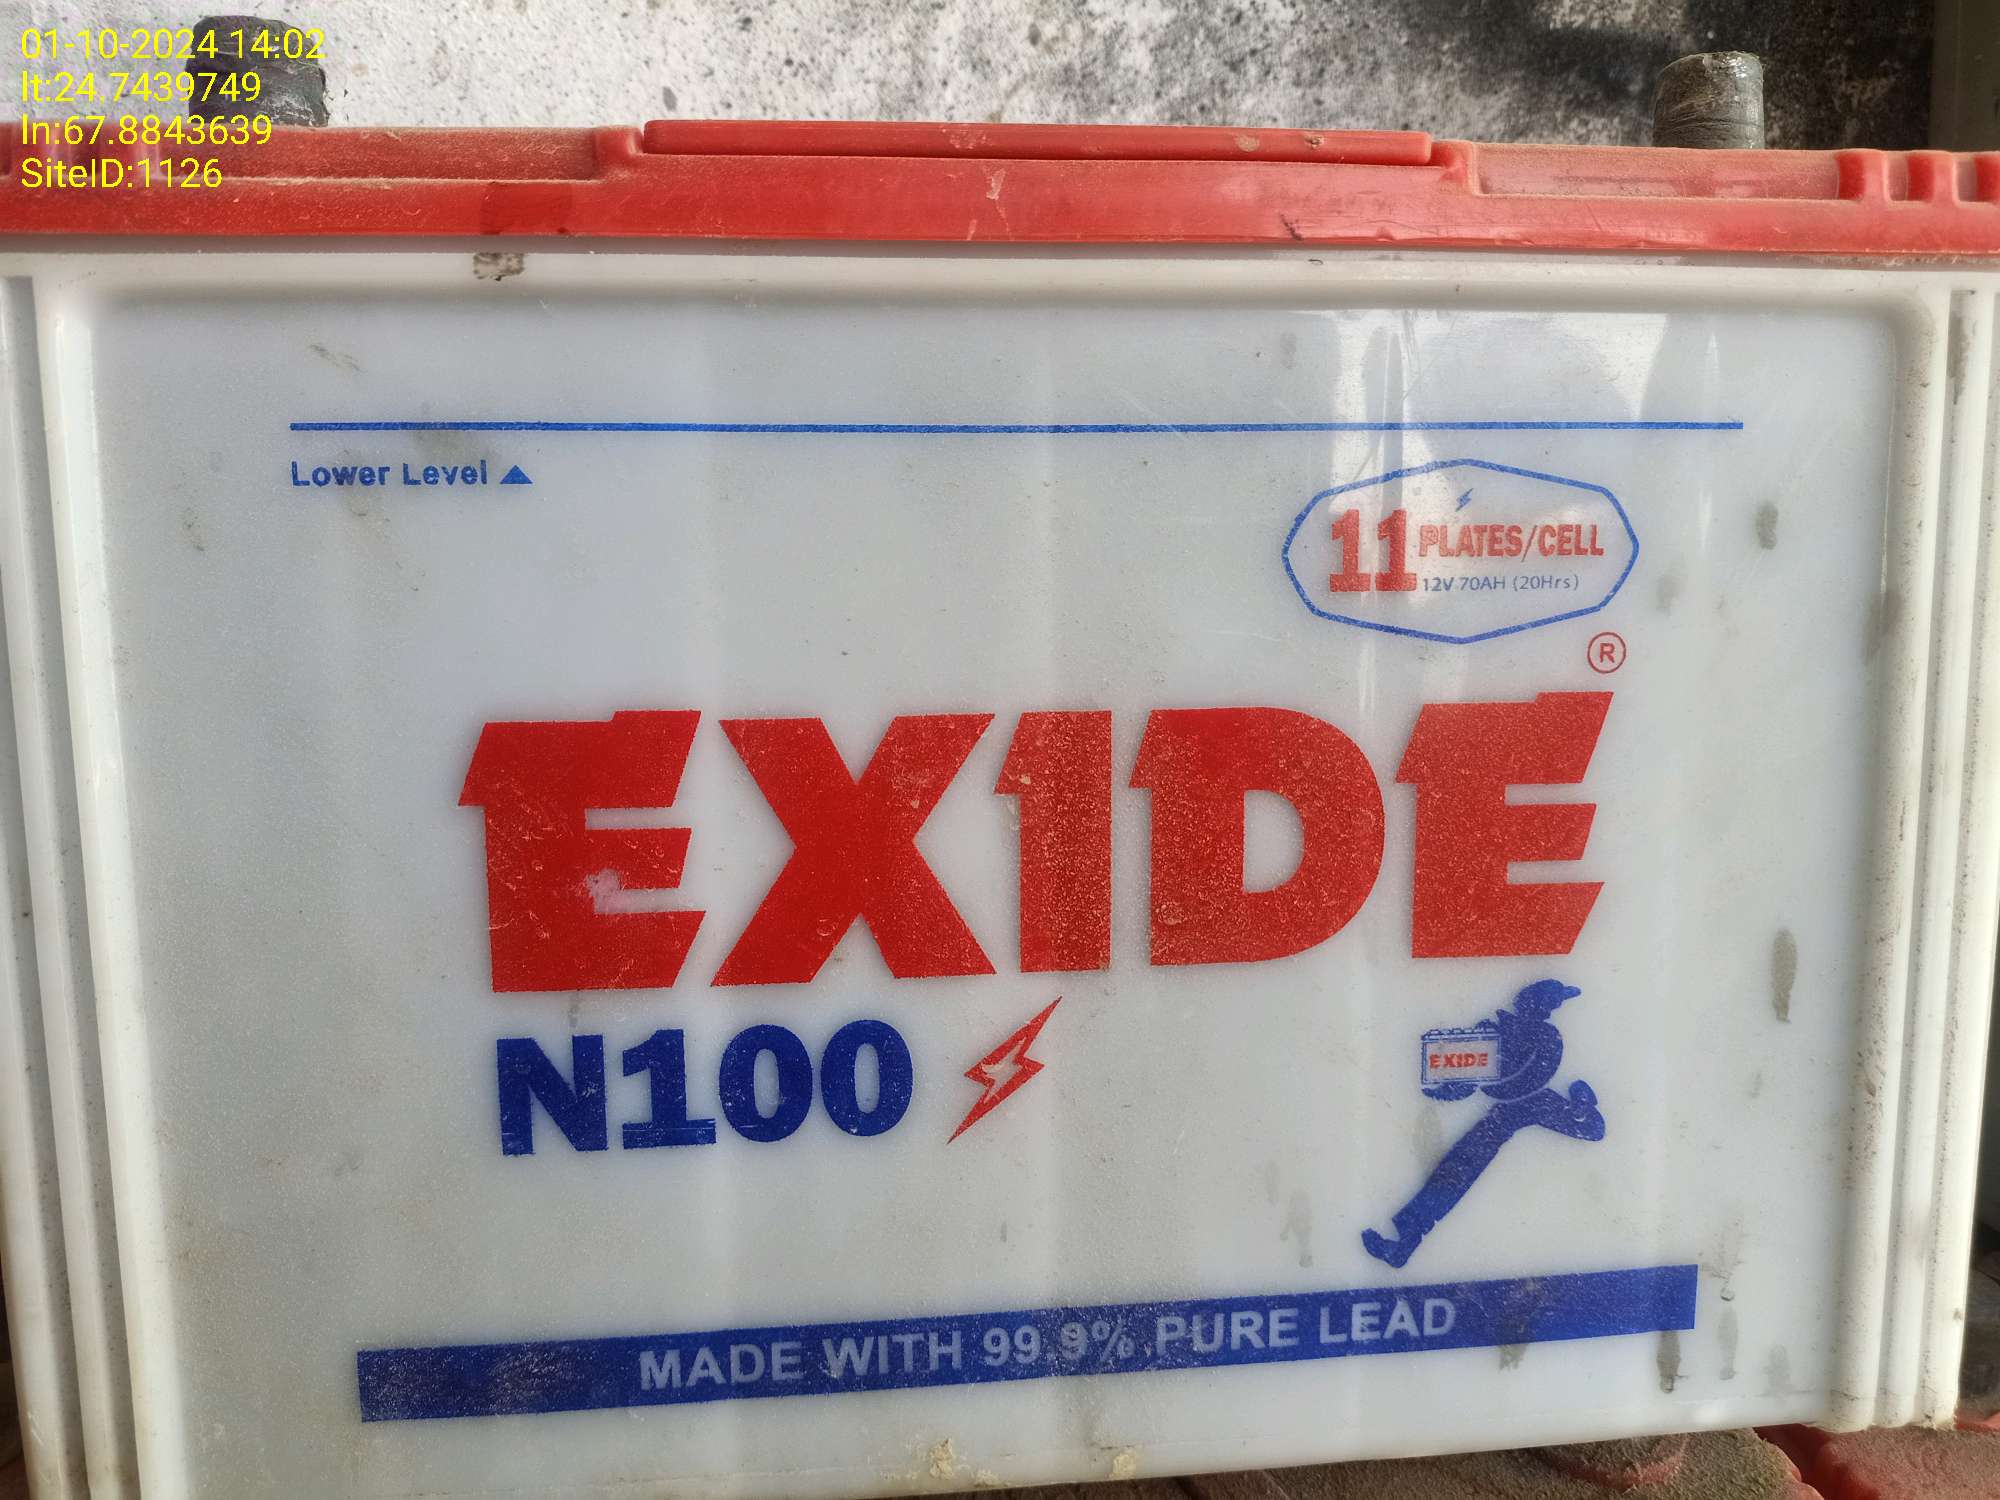 01-10-2024 14:02
lt:24.7439749
ln:67.8843639
SiteID:1126
Lower Level ▲
11 PLATES/CELL
12V 70AH (20Hrs)
®
EXIDE
N100
EXIDE
MADE WITH 99.9% PURE LEAD